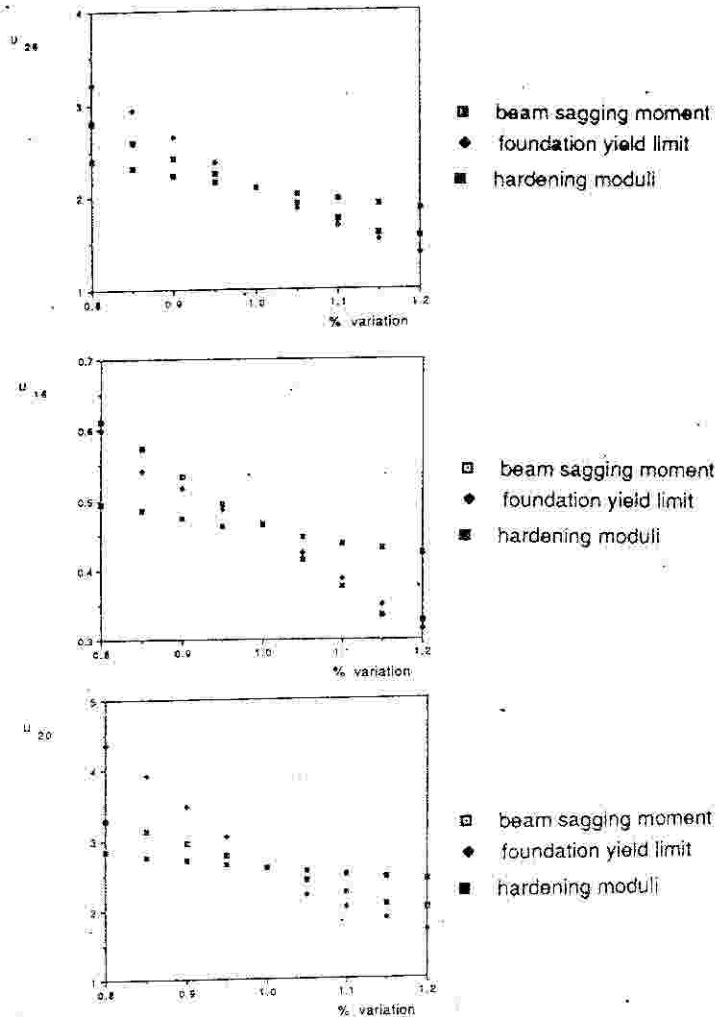 4
U 26
3
2
1
0.8 0.9 1.0 1.1 1.2
% variation
beam sagging moment
foundation yield limit
hardening moduli
0.7
U 16
0.6
0.5
0.4
0.3
0.8 0.9 1.0 1.1 1.2
% variation
beam sagging moment
foundation yield limit
hardening moduli
5
U 20
4
3
2
1
0.8 0.9 1.0 1.1 1.2
% variation
beam sagging moment
foundation yield limit
hardening moduli